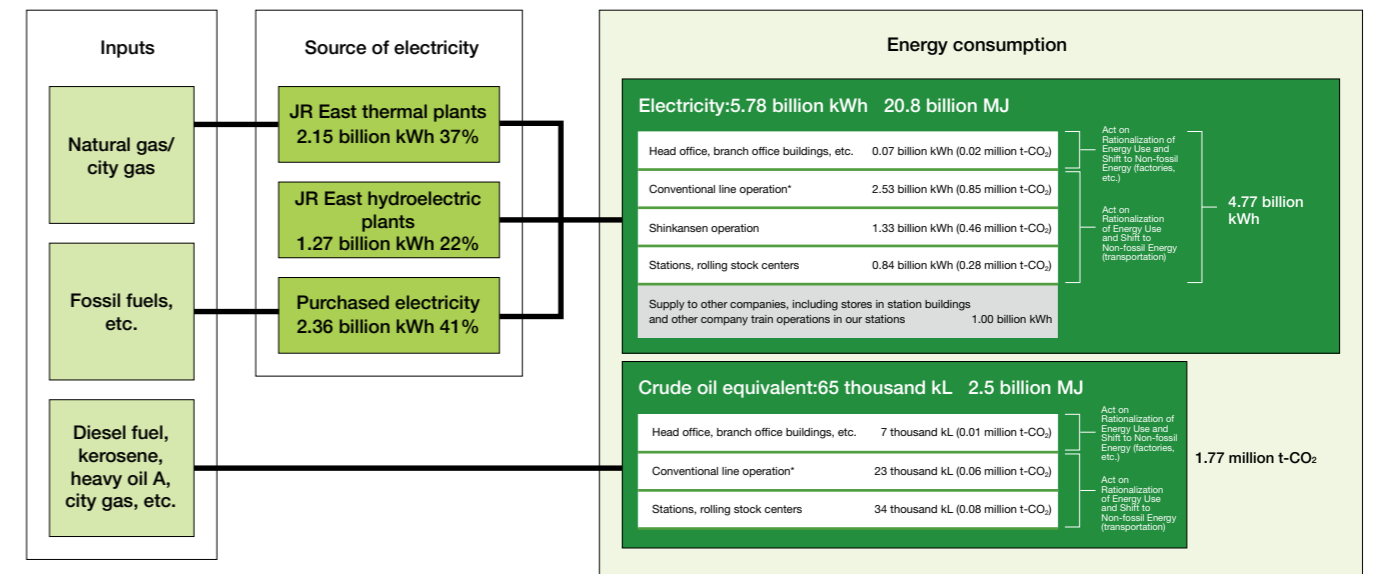 Inputs
Natural gas/
city gas
Fossil fuels,
etc.
Diesel fuel,
kerosene,
heavy oil A,
city gas, etc.
Source of electricity
JR East thermal plants
2.15 billion kWh 37%
JR East hydroelectric
plants
1.27 billion kWh 22%
Purchased electricity
2.36 billion kWh 41%
Energy consumption
Electricity:5.78 billion kWh 20.8 billion MJ
Head office, branch office buildings, etc. 0.07 billion kWh (0.02 million t-CO₂)
Conventional line operation* 2.53 billion kWh (0.85 million t-CO₂)
Shinkansen operation 1.33 billion kWh (0.46 million t-CO₂)
Stations, rolling stock centers 0.84 billion kWh (0.28 million t-CO₂)
Supply to other companies, including stores in station buildings
and other company train operations in our stations 1.00 billion kWh
Act on
Rationalization of
Energy Use and
Shift to Non-fossil
Energy (factories,
etc.)
Act on
Rationalization
of Energy Use
and Shift to
Non-fossil Energy
(transportation)
4.77 billion
kWh
Crude oil equivalent:65 thousand kL 2.5 billion MJ
Head office, branch office buildings, etc. 7 thousand kL (0.01 million t-CO₂)
Conventional line operation* 23 thousand kL (0.06 million t-CO₂)
Stations, rolling stock centers 34 thousand kL (0.08 million t-CO₂)
Act on
Rationalization of
Energy Use and
Shift to Non-fossil
Energy (factories,
etc.)
Act on
Rationalization
of Energy Use
and Shift to
Non-fossil Energy
(transportation)
1.77 million t-CO₂